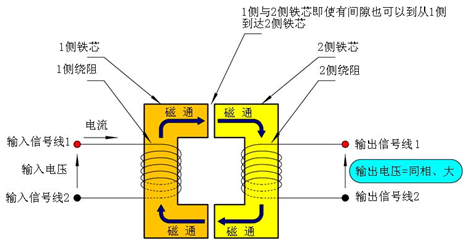 1侧与2侧铁芯即使有间隙也可以到从1侧
到达2侧铁芯
1侧铁芯
2侧铁芯
1侧绕阻
2侧绕阻
磁 通
磁 通
电流
输入信号线1
输出信号线1
输入电压
输出电压=同相、大
输入信号线2
输出信号线2
磁 通
磁 通